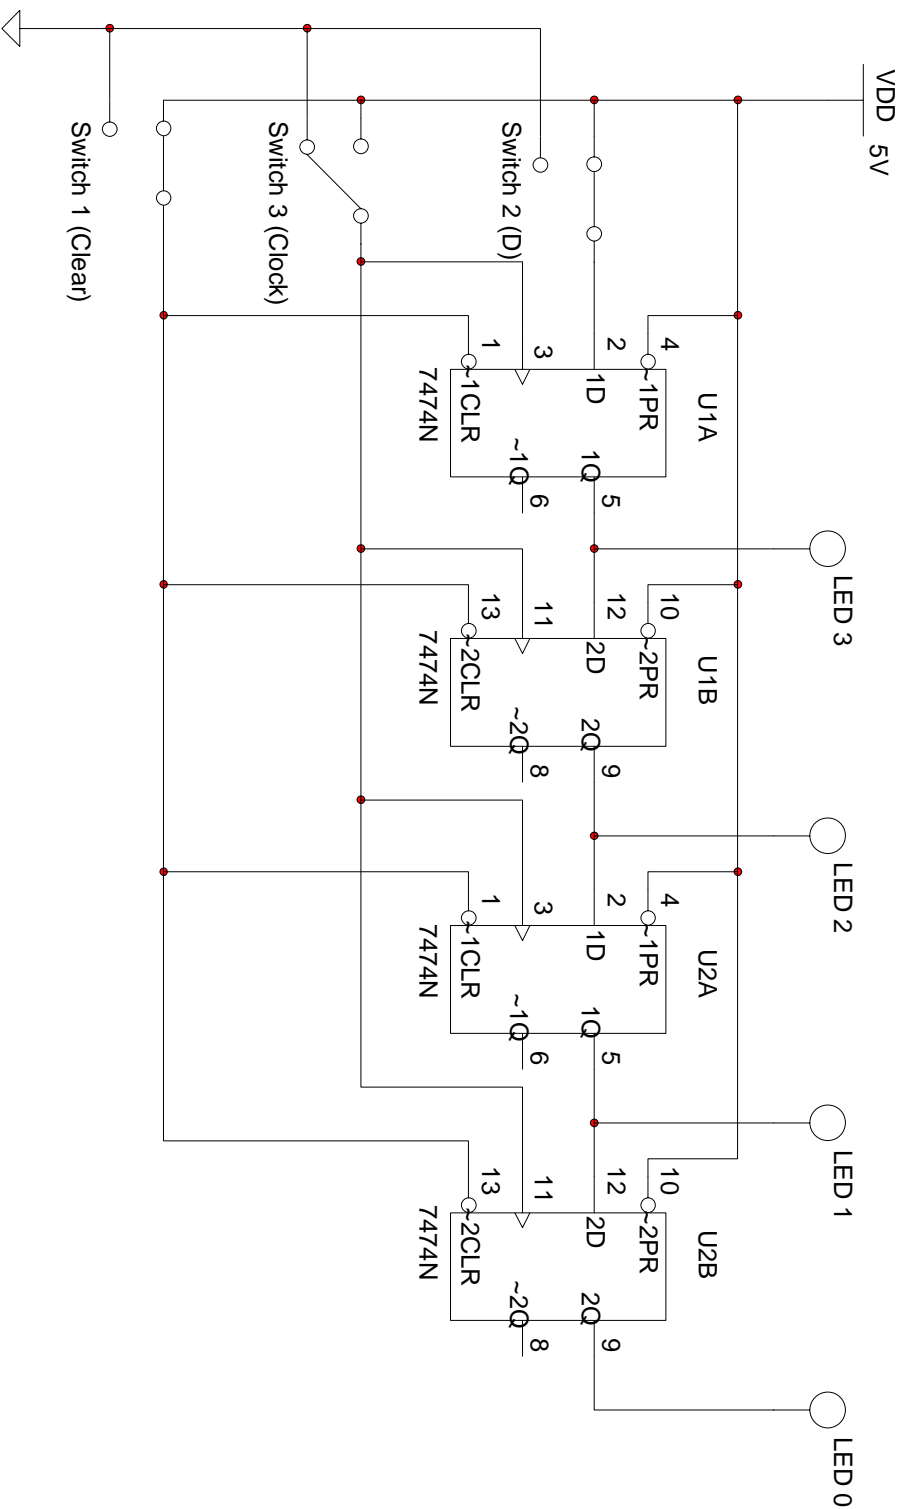 VDD
5V
LED 3
LED 2
LED 1
LED 0
U1A
U1B
U2A
U2B
4
~1PR
10
~2PR
4
~1PR
10
~2PR
2
1D
1Q
5
12
2D
2Q
9
2
1D
1Q
5
12
2D
2Q
9
Switch 2 (D)
3
~1Q
6
11
~2Q
8
3
~1Q
6
11
~2Q
8
1
~1CLR
13
~2CLR
1
~1CLR
13
~2CLR
7474N
7474N
7474N
7474N
Switch 3 (Clock)
Switch 1 (Clear)